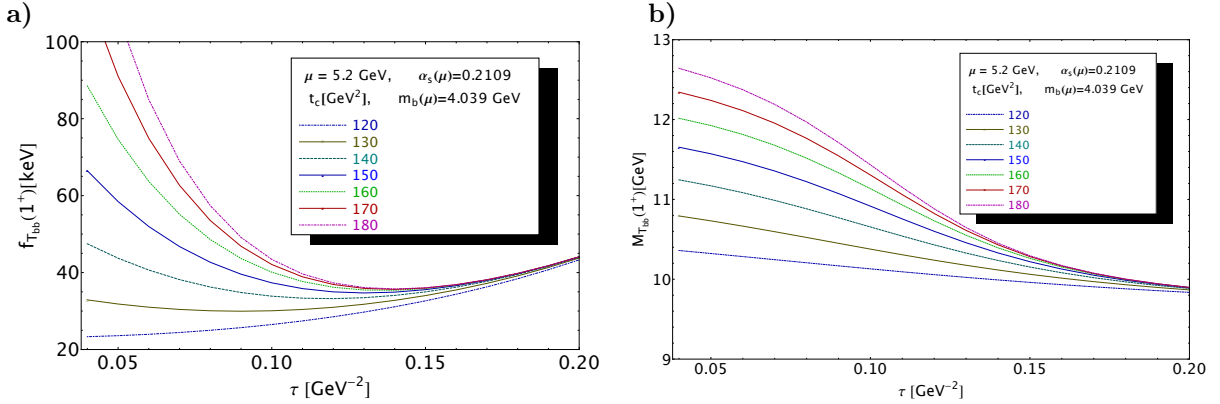 a)
f_{T_{bb}}(1^+)[keV]
100
80
60
40
20
μ = 5.2 GeV, α_s(μ)=0.2109
t_c[GeV²], m_b(μ)=4.039 GeV
120
130
140
150
160
170
180
0.05 0.10 0.15 0.20
τ [GeV⁻²]
b)
M_{T_{bb}}(1^+)[GeV]
13
12
11
10
9
μ = 5.2 GeV, α_s(μ)=0.2109
t_c[GeV²], m_b(μ)=4.039 GeV
120
130
140
150
160
170
180
0.05 0.10 0.15 0.20
τ [GeV⁻²]